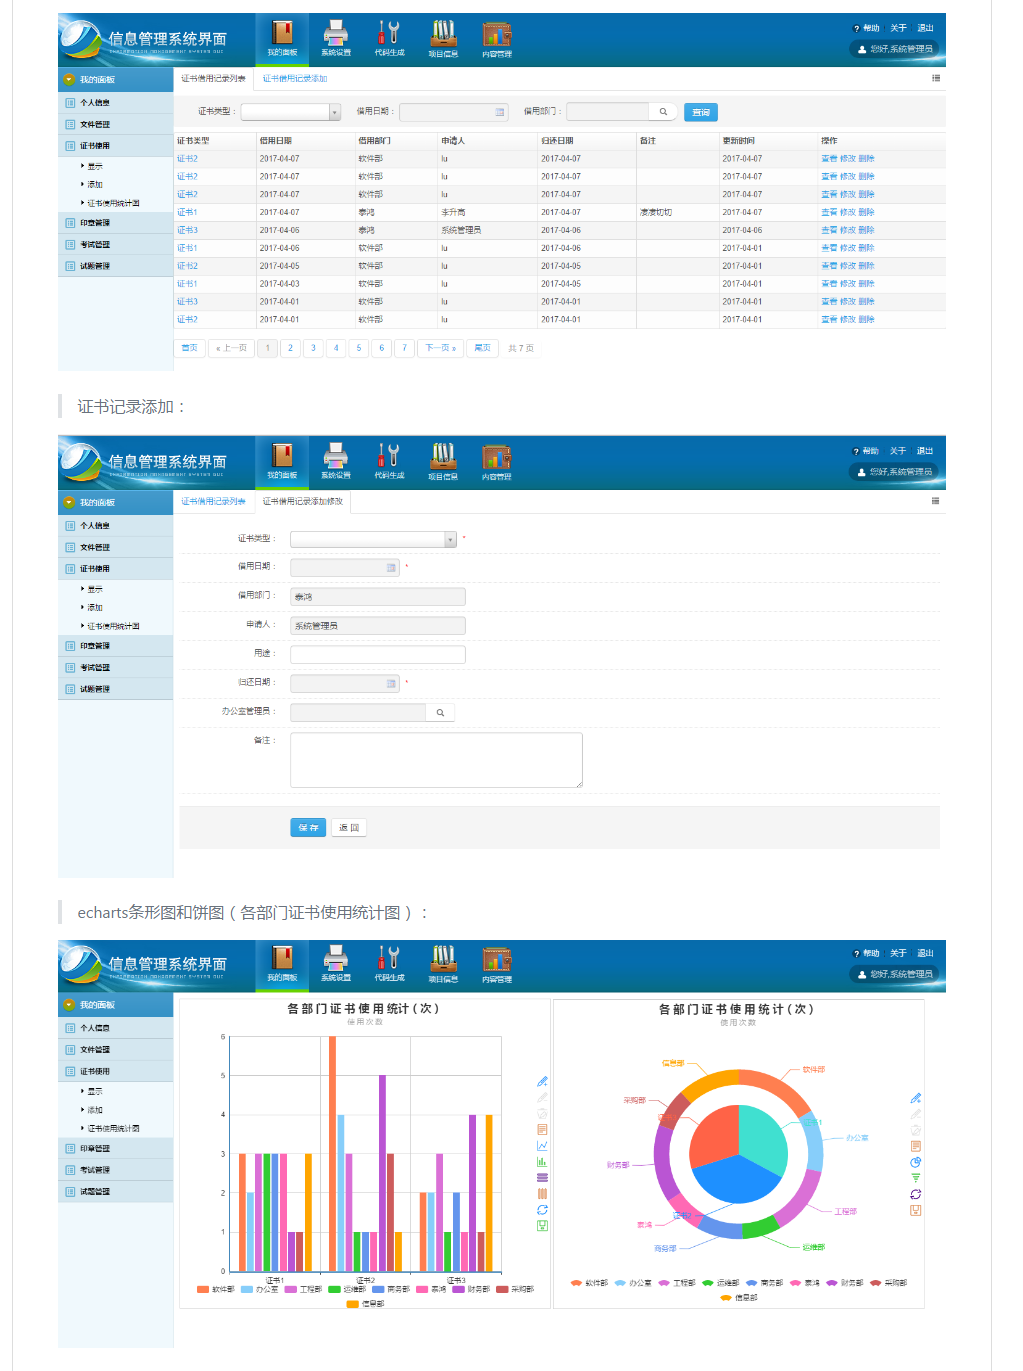 信息管理系统界面
我的面板 系统设置 代码生成 项目信息 内容管理
帮助 关于 退出
您好,系统管理员
我的面板
个人信息
文件管理
证书使用
显示
添加
证书使用统计图
印章管理
考试管理
试题管理
证书借用记录列表 证书借用记录添加
证书类型： 借用日期： 借用部门： 查询
证书类型 借用日期 借用部门 申请人 归还日期 备注 更新时间 操作
证书2 2017-04-07 软件部 lu 2017-04-07 2017-04-07 查看 修改 删除
证书2 2017-04-07 软件部 lu 2017-04-07 2017-04-07 查看 修改 删除
证书2 2017-04-07 软件部 lu 2017-04-07 2017-04-07 查看 修改 删除
证书1 2017-04-07 泰鸿 李升高 2017-04-07 凄凄切切 2017-04-07 查看 修改 删除
证书3 2017-04-06 泰鸿 系统管理员 2017-04-06 2017-04-06 查看 修改 删除
证书1 2017-04-06 软件部 lu 2017-04-06 2017-04-01 查看 修改 删除
证书2 2017-04-05 软件部 lu 2017-04-05 2017-04-01 查看 修改 删除
证书1 2017-04-03 软件部 lu 2017-04-05 2017-04-01 查看 修改 删除
证书3 2017-04-01 软件部 lu 2017-04-01 2017-04-01 查看 修改 删除
证书2 2017-04-01 软件部 lu 2017-04-01 2017-04-01 查看 修改 删除
首页 « 上一页 1 2 3 4 5 6 7 下一页 » 尾页 共 7 页
证书记录添加：
信息管理系统界面
我的面板 系统设置 代码生成 项目信息 内容管理
帮助 关于 退出
您好,系统管理员
我的面板
个人信息
文件管理
证书使用
显示
添加
证书使用统计图
印章管理
考试管理
试题管理
证书借用记录列表 证书借用记录添加修改
证书类型： *
借用日期： *
借用部门： 泰鸿
申请人： 系统管理员
用途：
归还日期： *
办公室管理员：
备注：
保 存 返 回
echarts条形图和饼图（各部门证书使用统计图）：
信息管理系统界面
我的面板 系统设置 代码生成 项目信息 内容管理
帮助 关于 退出
您好,系统管理员
我的面板
个人信息
文件管理
证书使用
显示
添加
证书使用统计图
印章管理
考试管理
试题管理
各部门证书使用统计(次)
使用次数
6
5
4
3
2
1
0
证书1 证书2 证书3
软件部 办公室 工程部 运维部 商务部 泰鸿 财务部 采购部
信息部
各部门证书使用统计(次)
使用次数
信息部 软件部
采购部
证书1
办公室
财务部
工程部
泰鸿 证书2
商务部 运维部
软件部 办公室 工程部 运维部 商务部 泰鸿 财务部 采购部
信息部